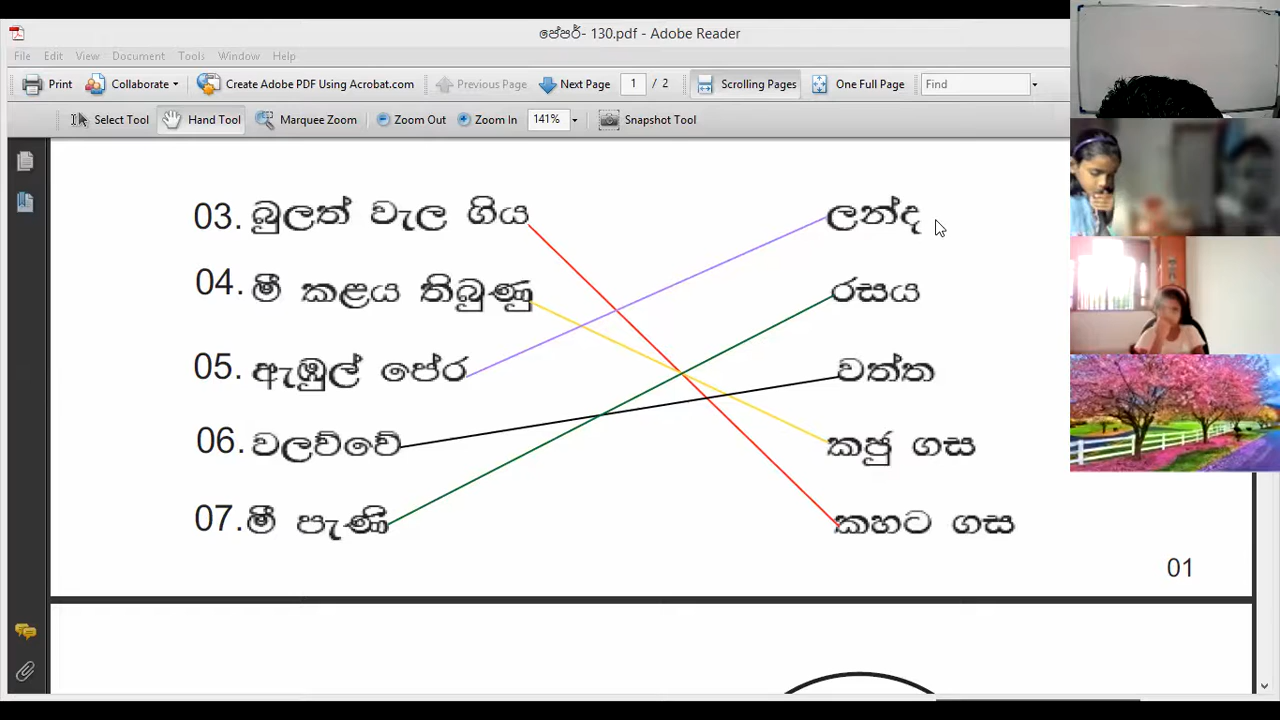 පේපර්- 130.pdf - Adobe Reader
File Edit View Document Tools Window Help
Print Collaborate Create Adobe PDF Using Acrobat.com Previous Page Next Page 1 / 2 Scrolling Pages One Full Page Find
Select Tool Hand Tool Marquee Zoom Zoom Out Zoom In 141% Snapshot Tool
03. බුලත් වැල ගිය ලන්ද
04. මී කළය තිබුණු රසය
05. ඇඹුල් පේර වත්ත
06. වලව්වේ කජු ගස
07. මී පැණි කහට ගස
01